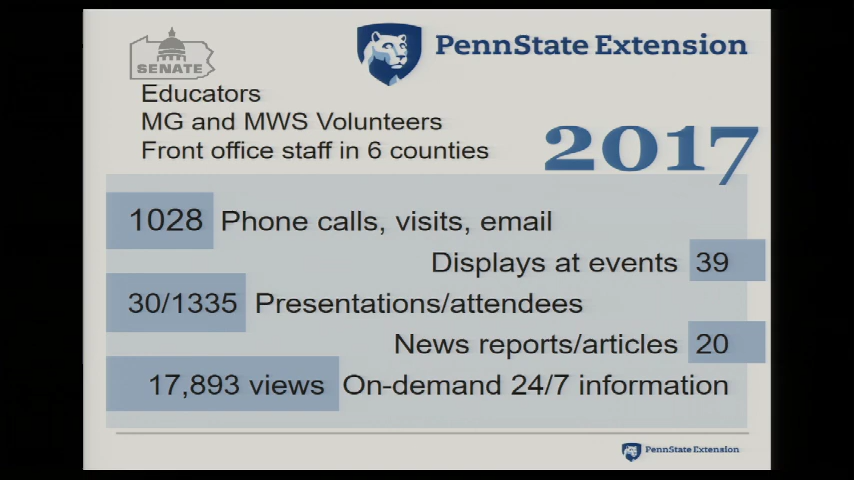 SENATE
PennState Extension
Educators
MG and MWS Volunteers
Front office staff in 6 counties
2017
1028 Phone calls, visits, email
Displays at events 39
30/1335 Presentations/attendees
News reports/articles 20
17,893 views On-demand 24/7 information
PennState Extension